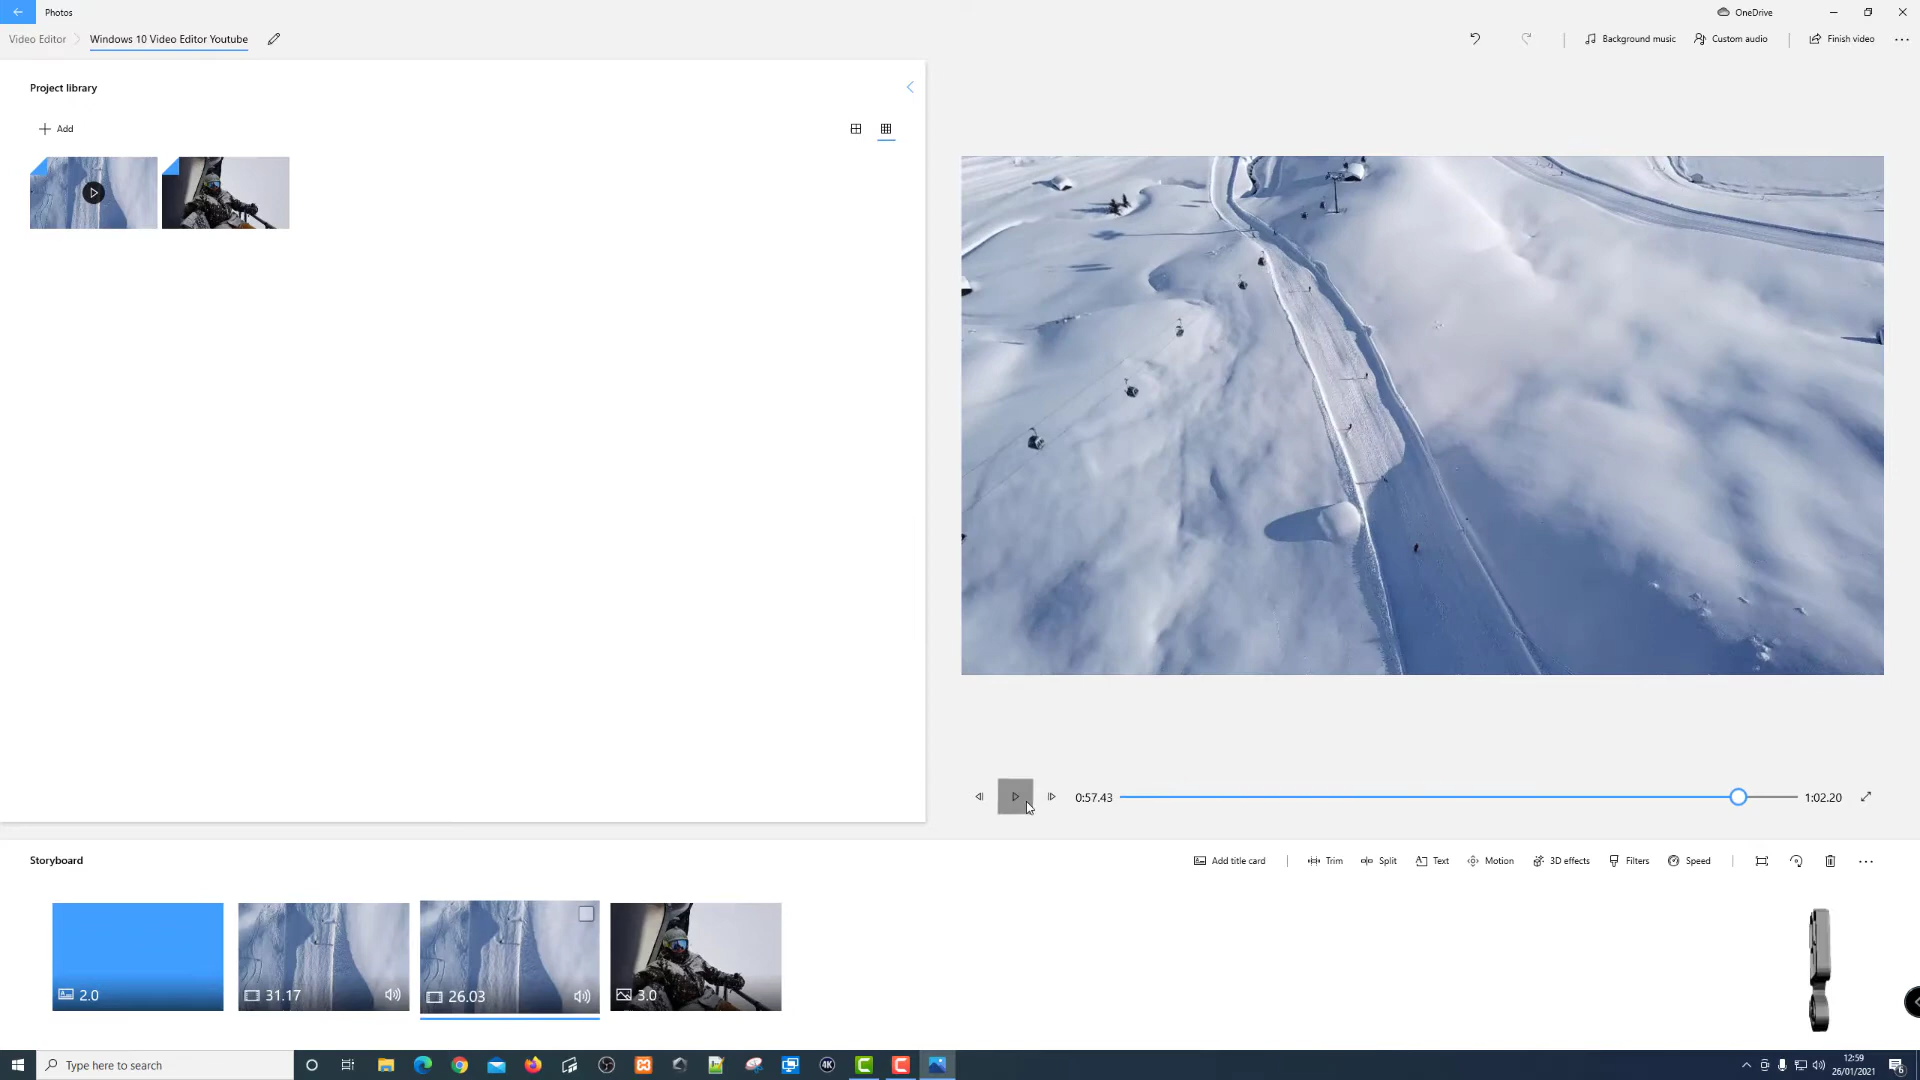 Photos
OneDrive
Video Editor
Windows 10 Video Editor Youtube
Background music
Custom audio
Finish video
Project library
Add
0:57.43
1:02.20
Storyboard
Add title card
Trim
Split
Text
Motion
3D effects
Filters
Speed
2.0
31.17
26.03
3.0
Type here to search
4K
12:59
26/01/2021
6